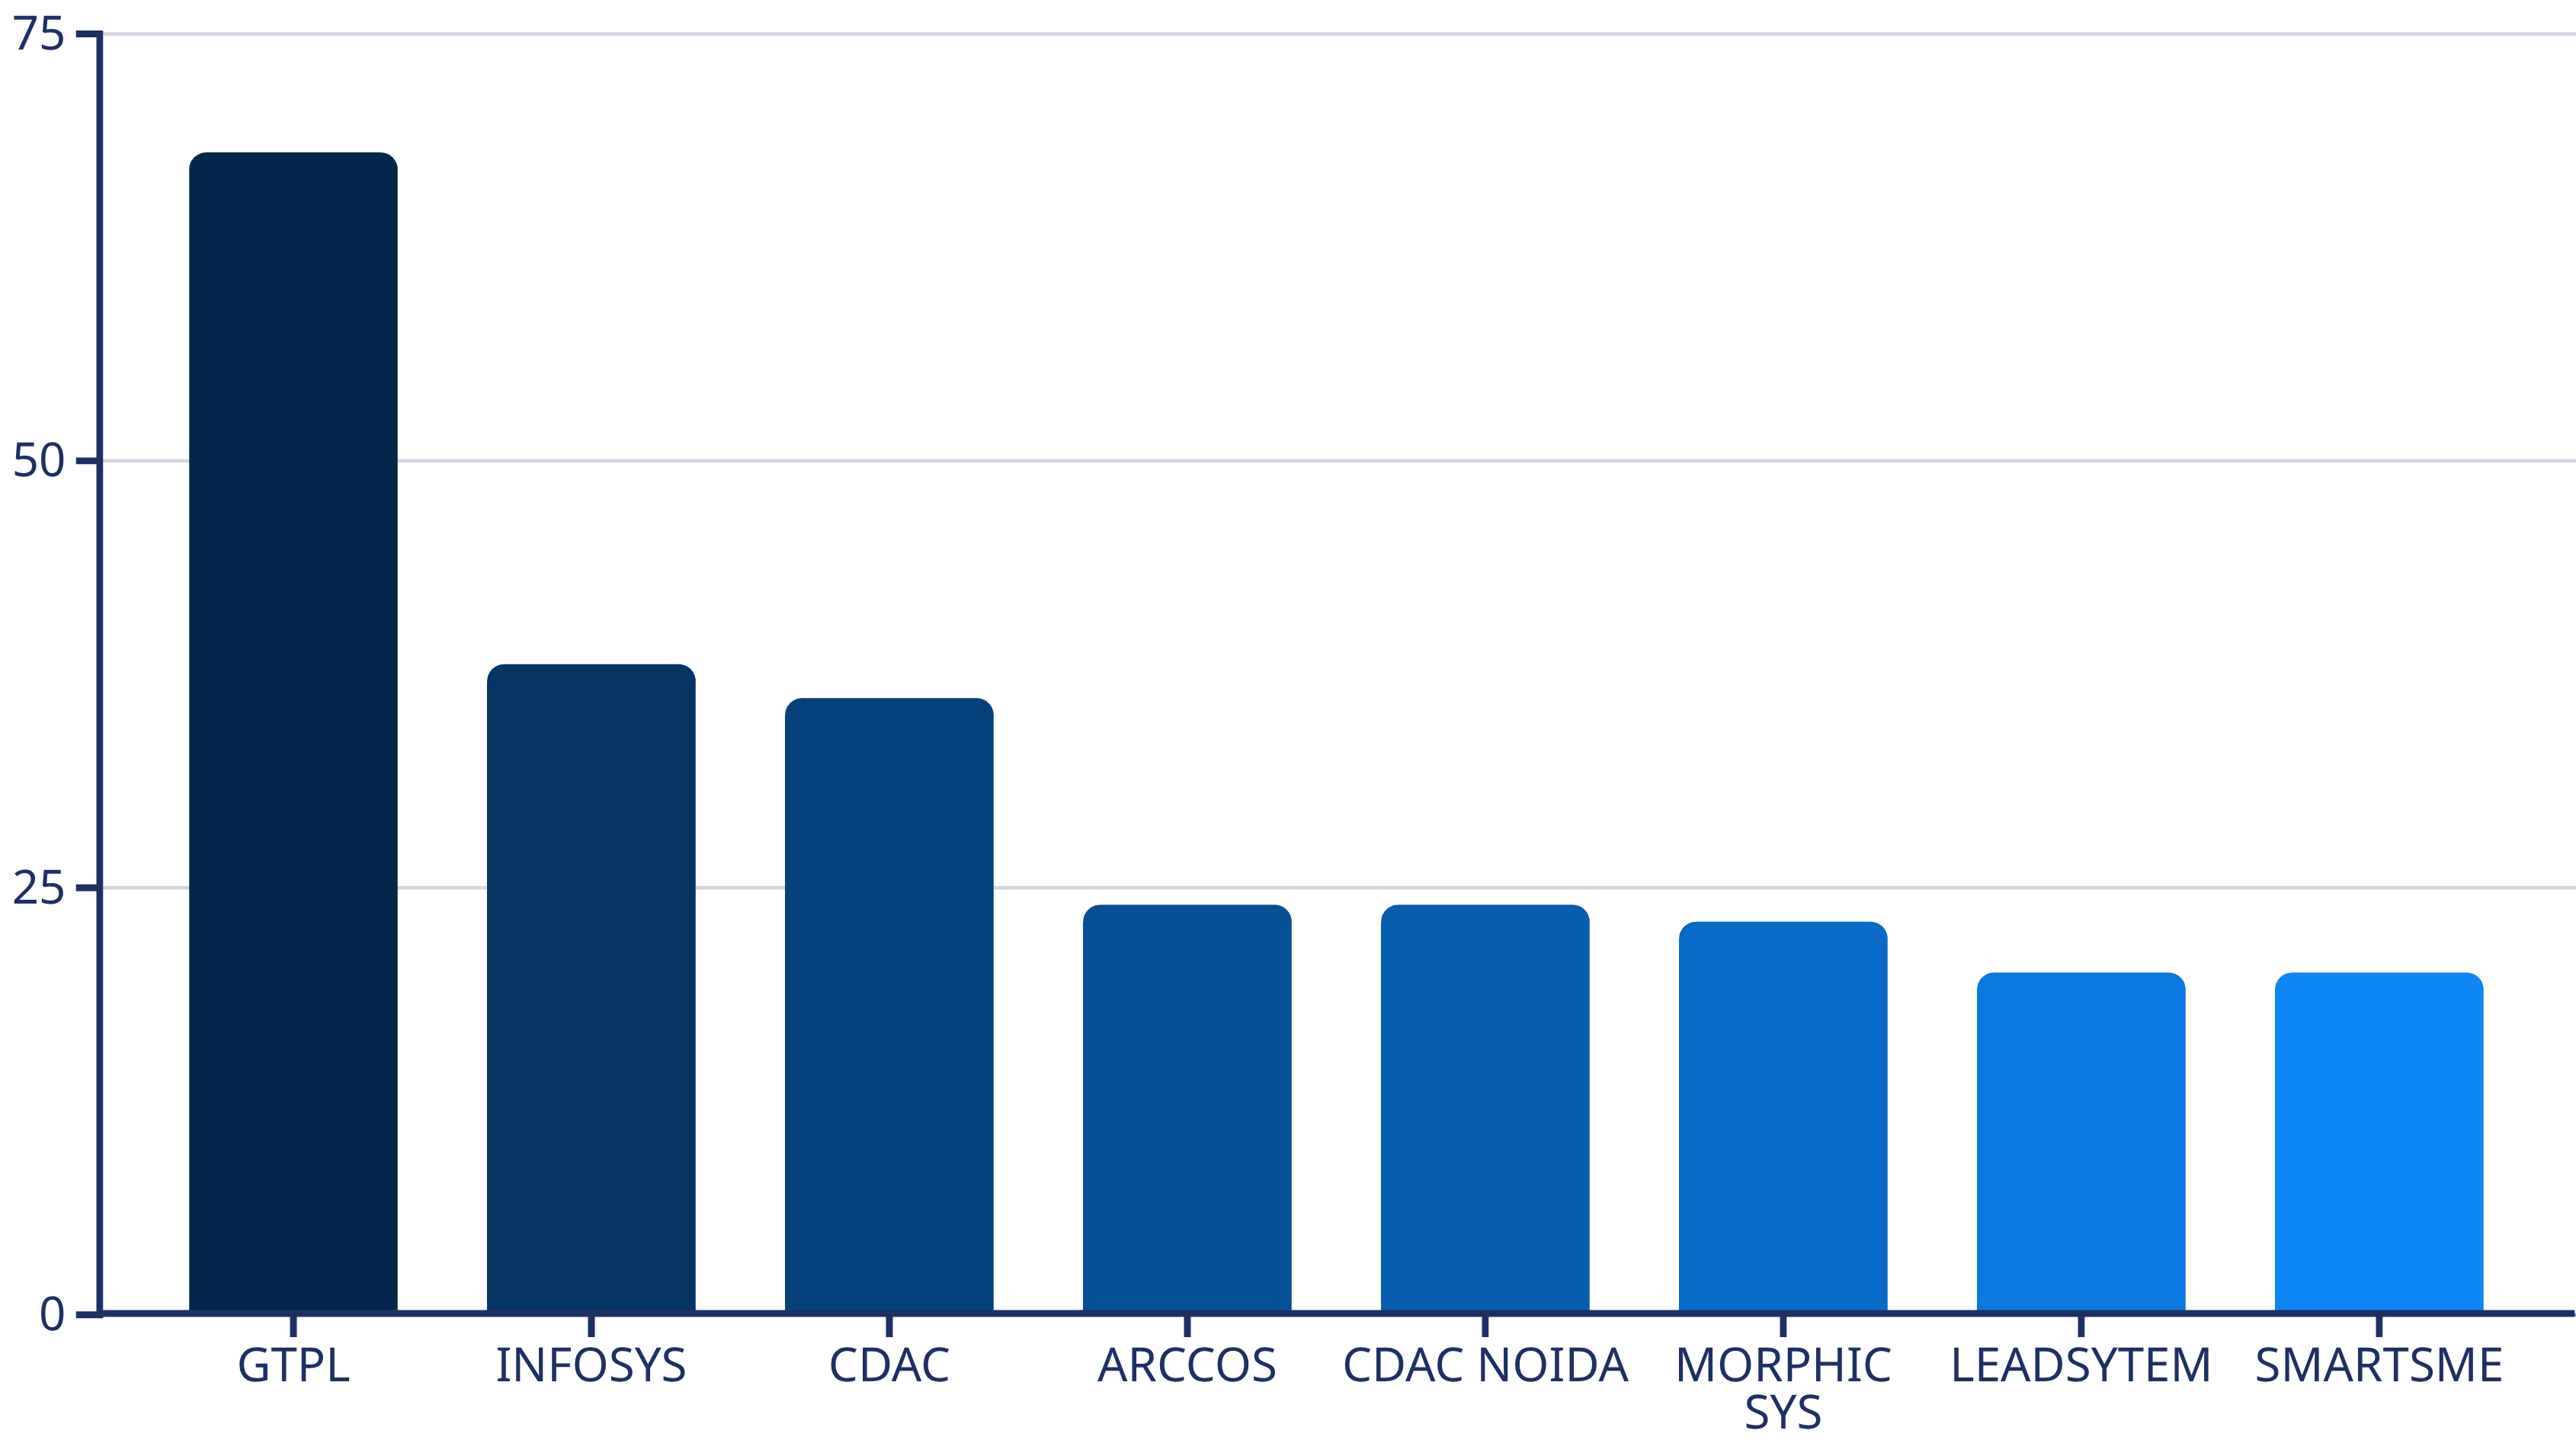 75
50
25
0
GTPL
INFOSYS
CDAC
ARCCOS
CDAC NOIDA
MORPHIC
SYS
LEADSYTEM
SMARTSME